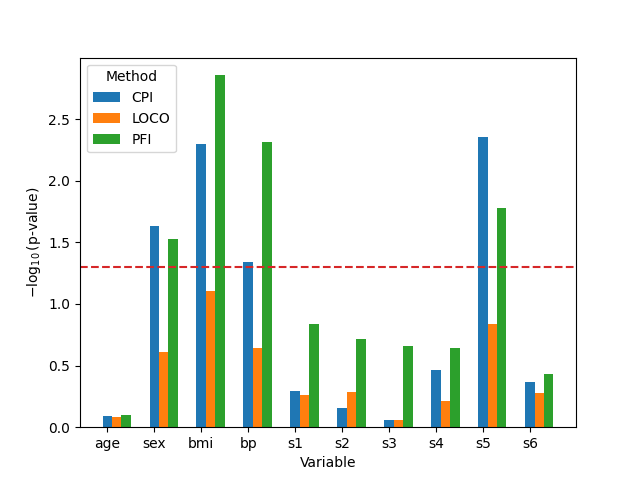 Method
CPI
LOCO
PFI
2.5
2.0
1.5
1.0
0.5
0.0
−log₁₀(p-value)
age sex bmi bp s1 s2 s3 s4 s5 s6
Variable